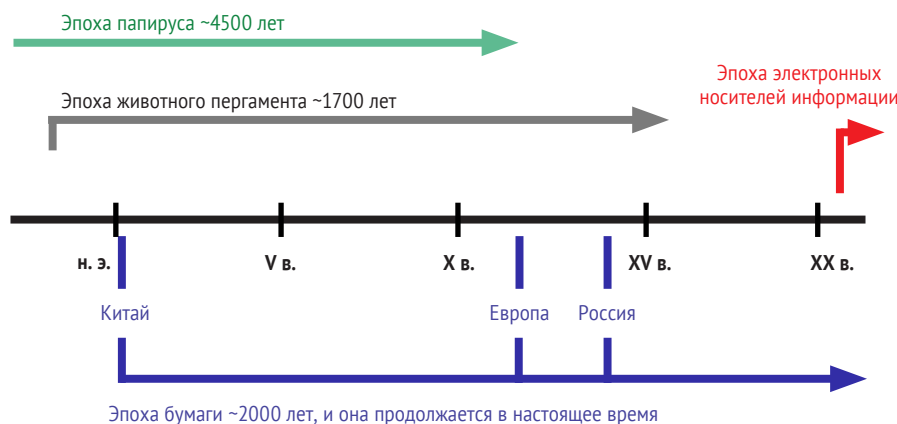 Эпоха папируса ~4500 лет
Эпоха электронных
носителей информации
Эпоха животного пергамента ~1700 лет
н. э.
V в.
X в.
XV в.
XX в.
Китай
Европа
Россия
Эпоха бумаги ~2000 лет, и она продолжается в настоящее время